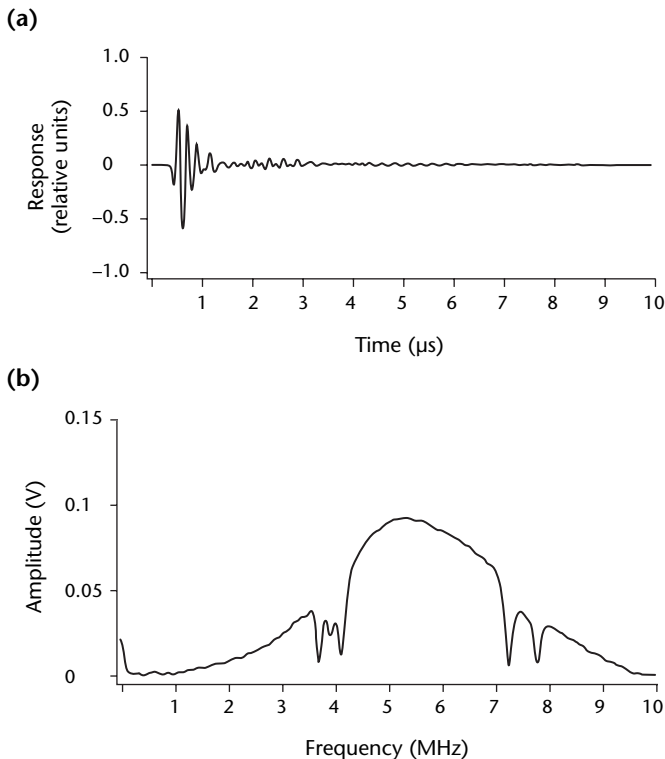 (a)
1.0
0.5
0
–0.5
–1.0
Response
(relative units)
1 2 3 4 5 6 7 8 9 10
Time (µs)
(b)
0.15
0.1
0.05
0
Amplitude (V)
1 2 3 4 5 6 7 8 9 10
Frequency (MHz)